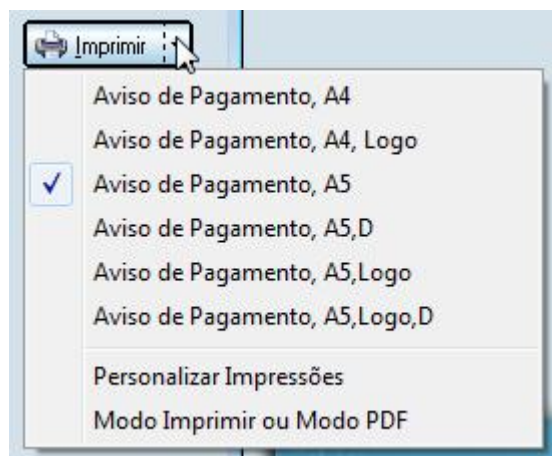 Imprimir
Aviso de Pagamento, A4
Aviso de Pagamento, A4, Logo
Aviso de Pagamento, A5
Aviso de Pagamento, A5,D
Aviso de Pagamento, A5,Logo
Aviso de Pagamento, A5,Logo,D
Personalizar Impressões
Modo Imprimir ou Modo PDF